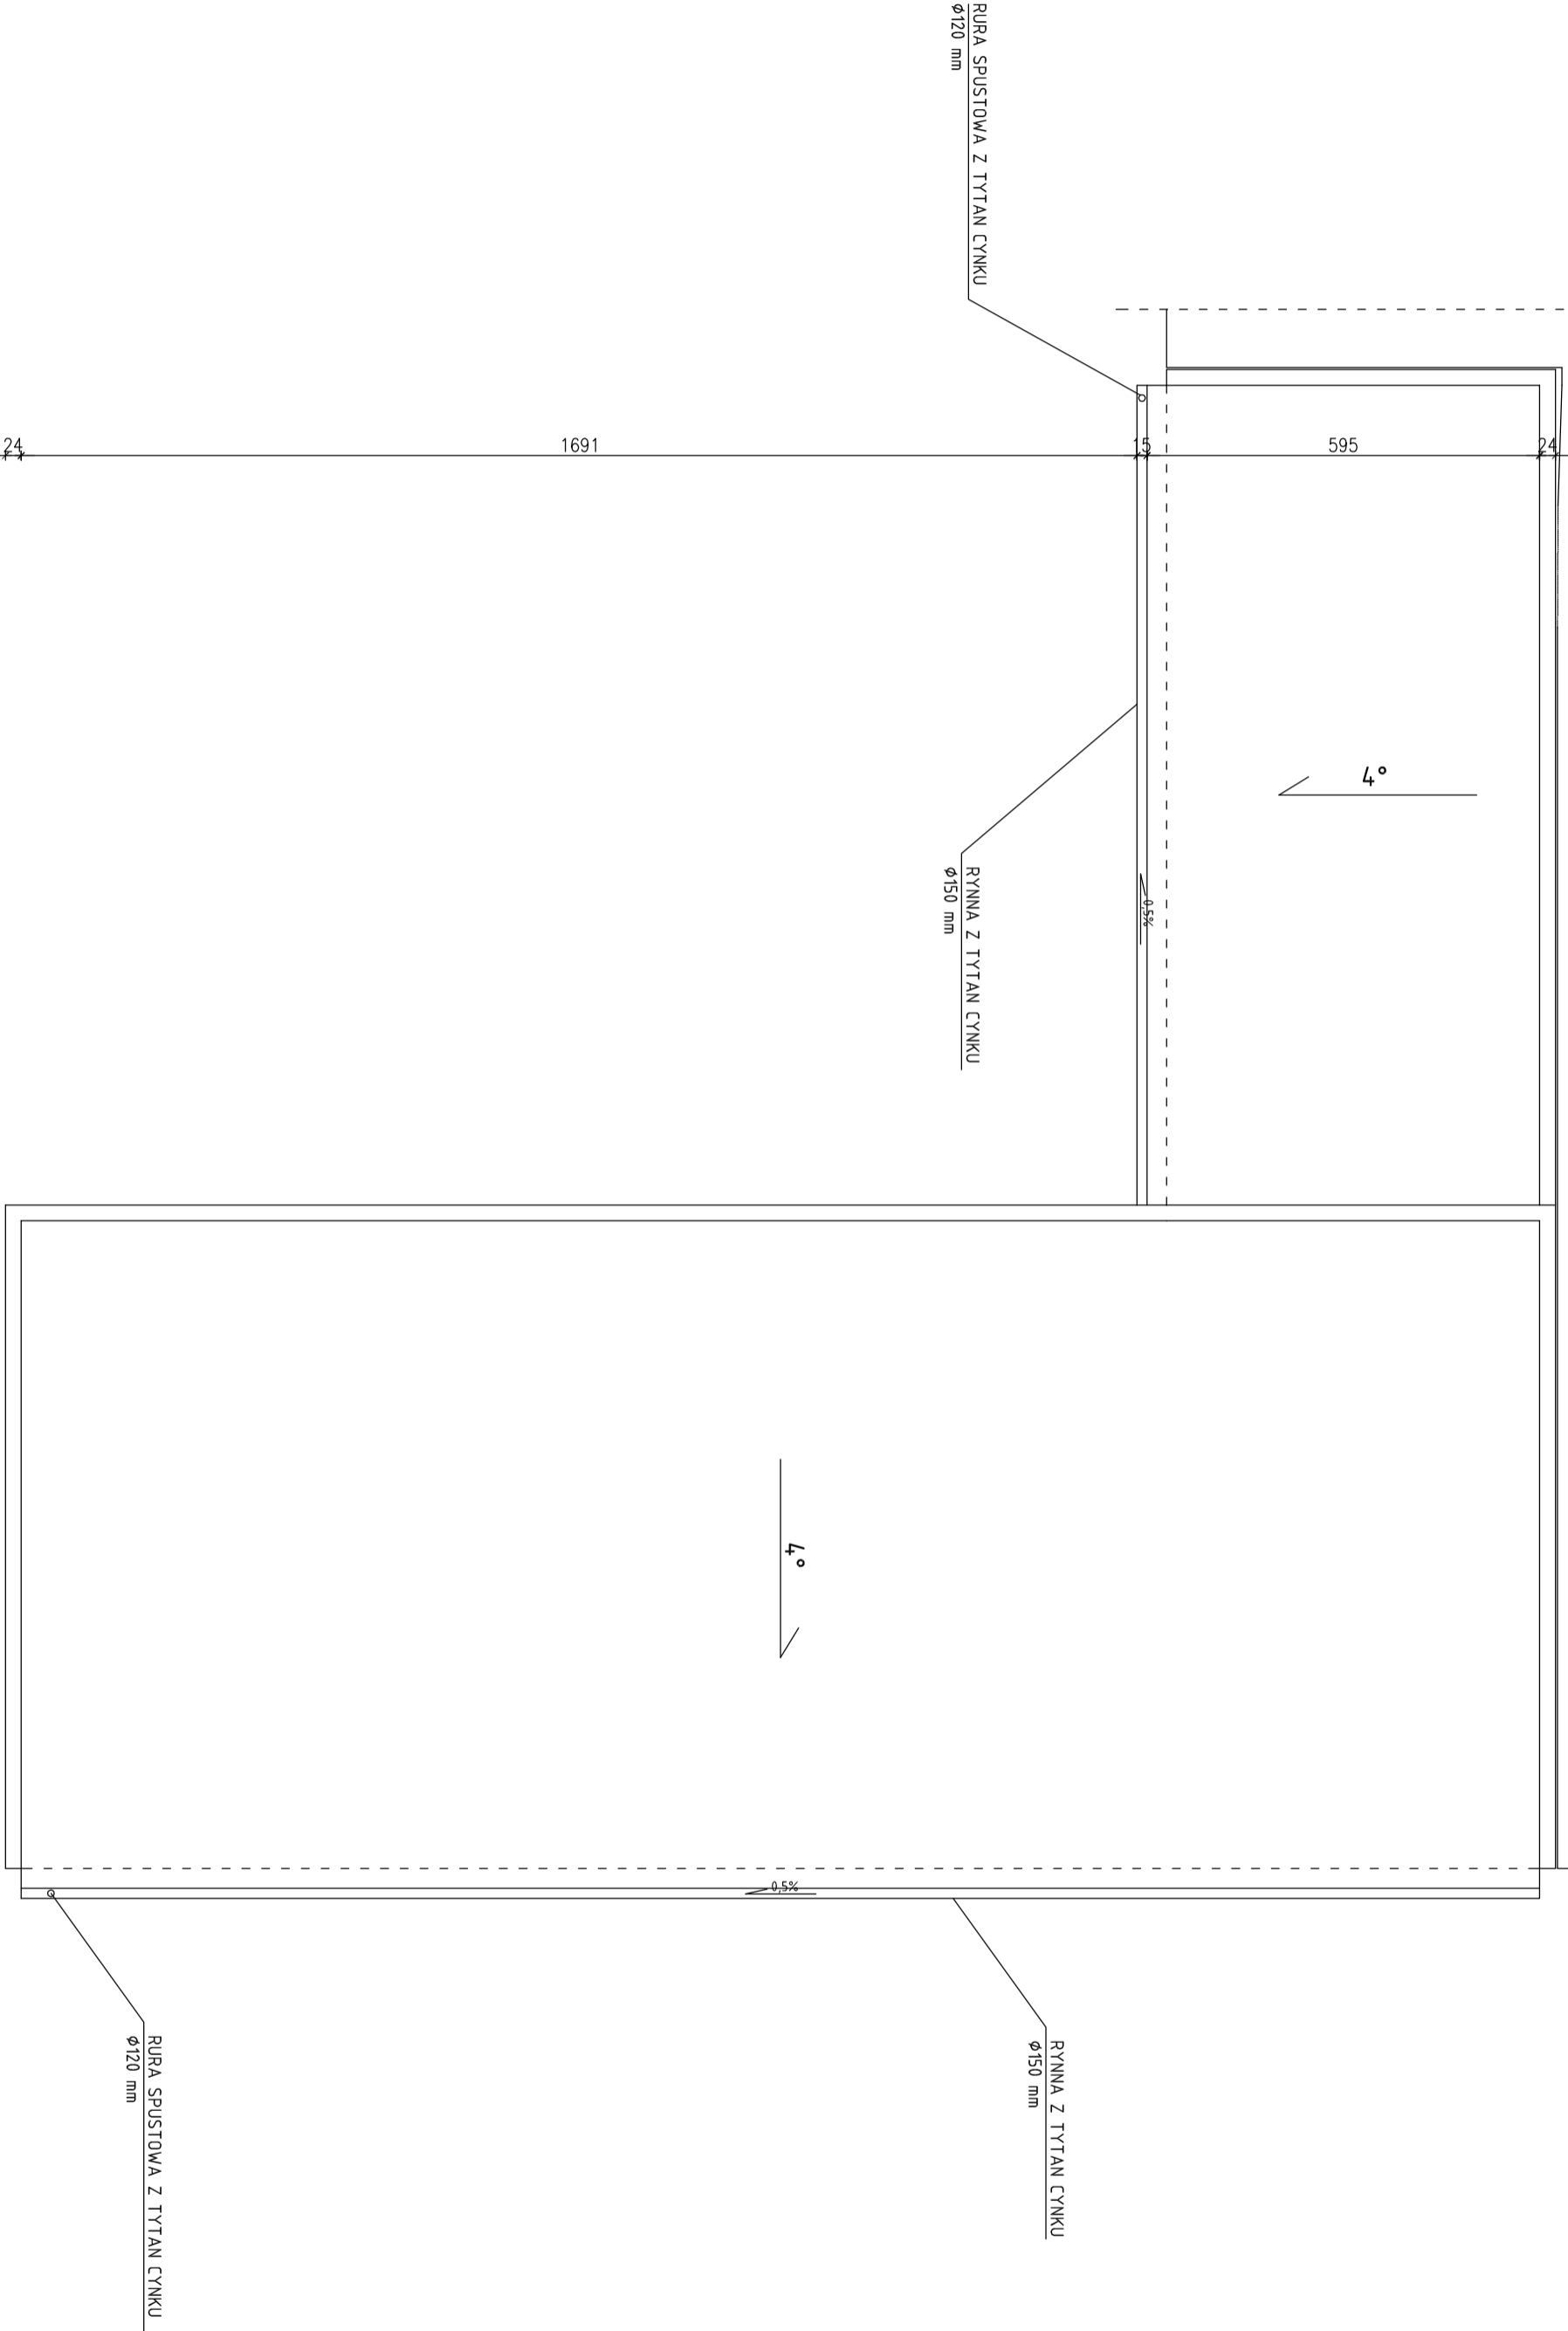 RURA SPUSTOWA Z TYTAN CYNKU
Ø120 mm
24
1691
15
595
24
4°
0,5%
RYNNA Z TYTAN CYNKU
Ø150 mm
4°
0,5%
RURA SPUSTOWA Z TYTAN CYNKU
Ø120 mm
RYNNA Z TYTAN CYNKU
Ø150 mm